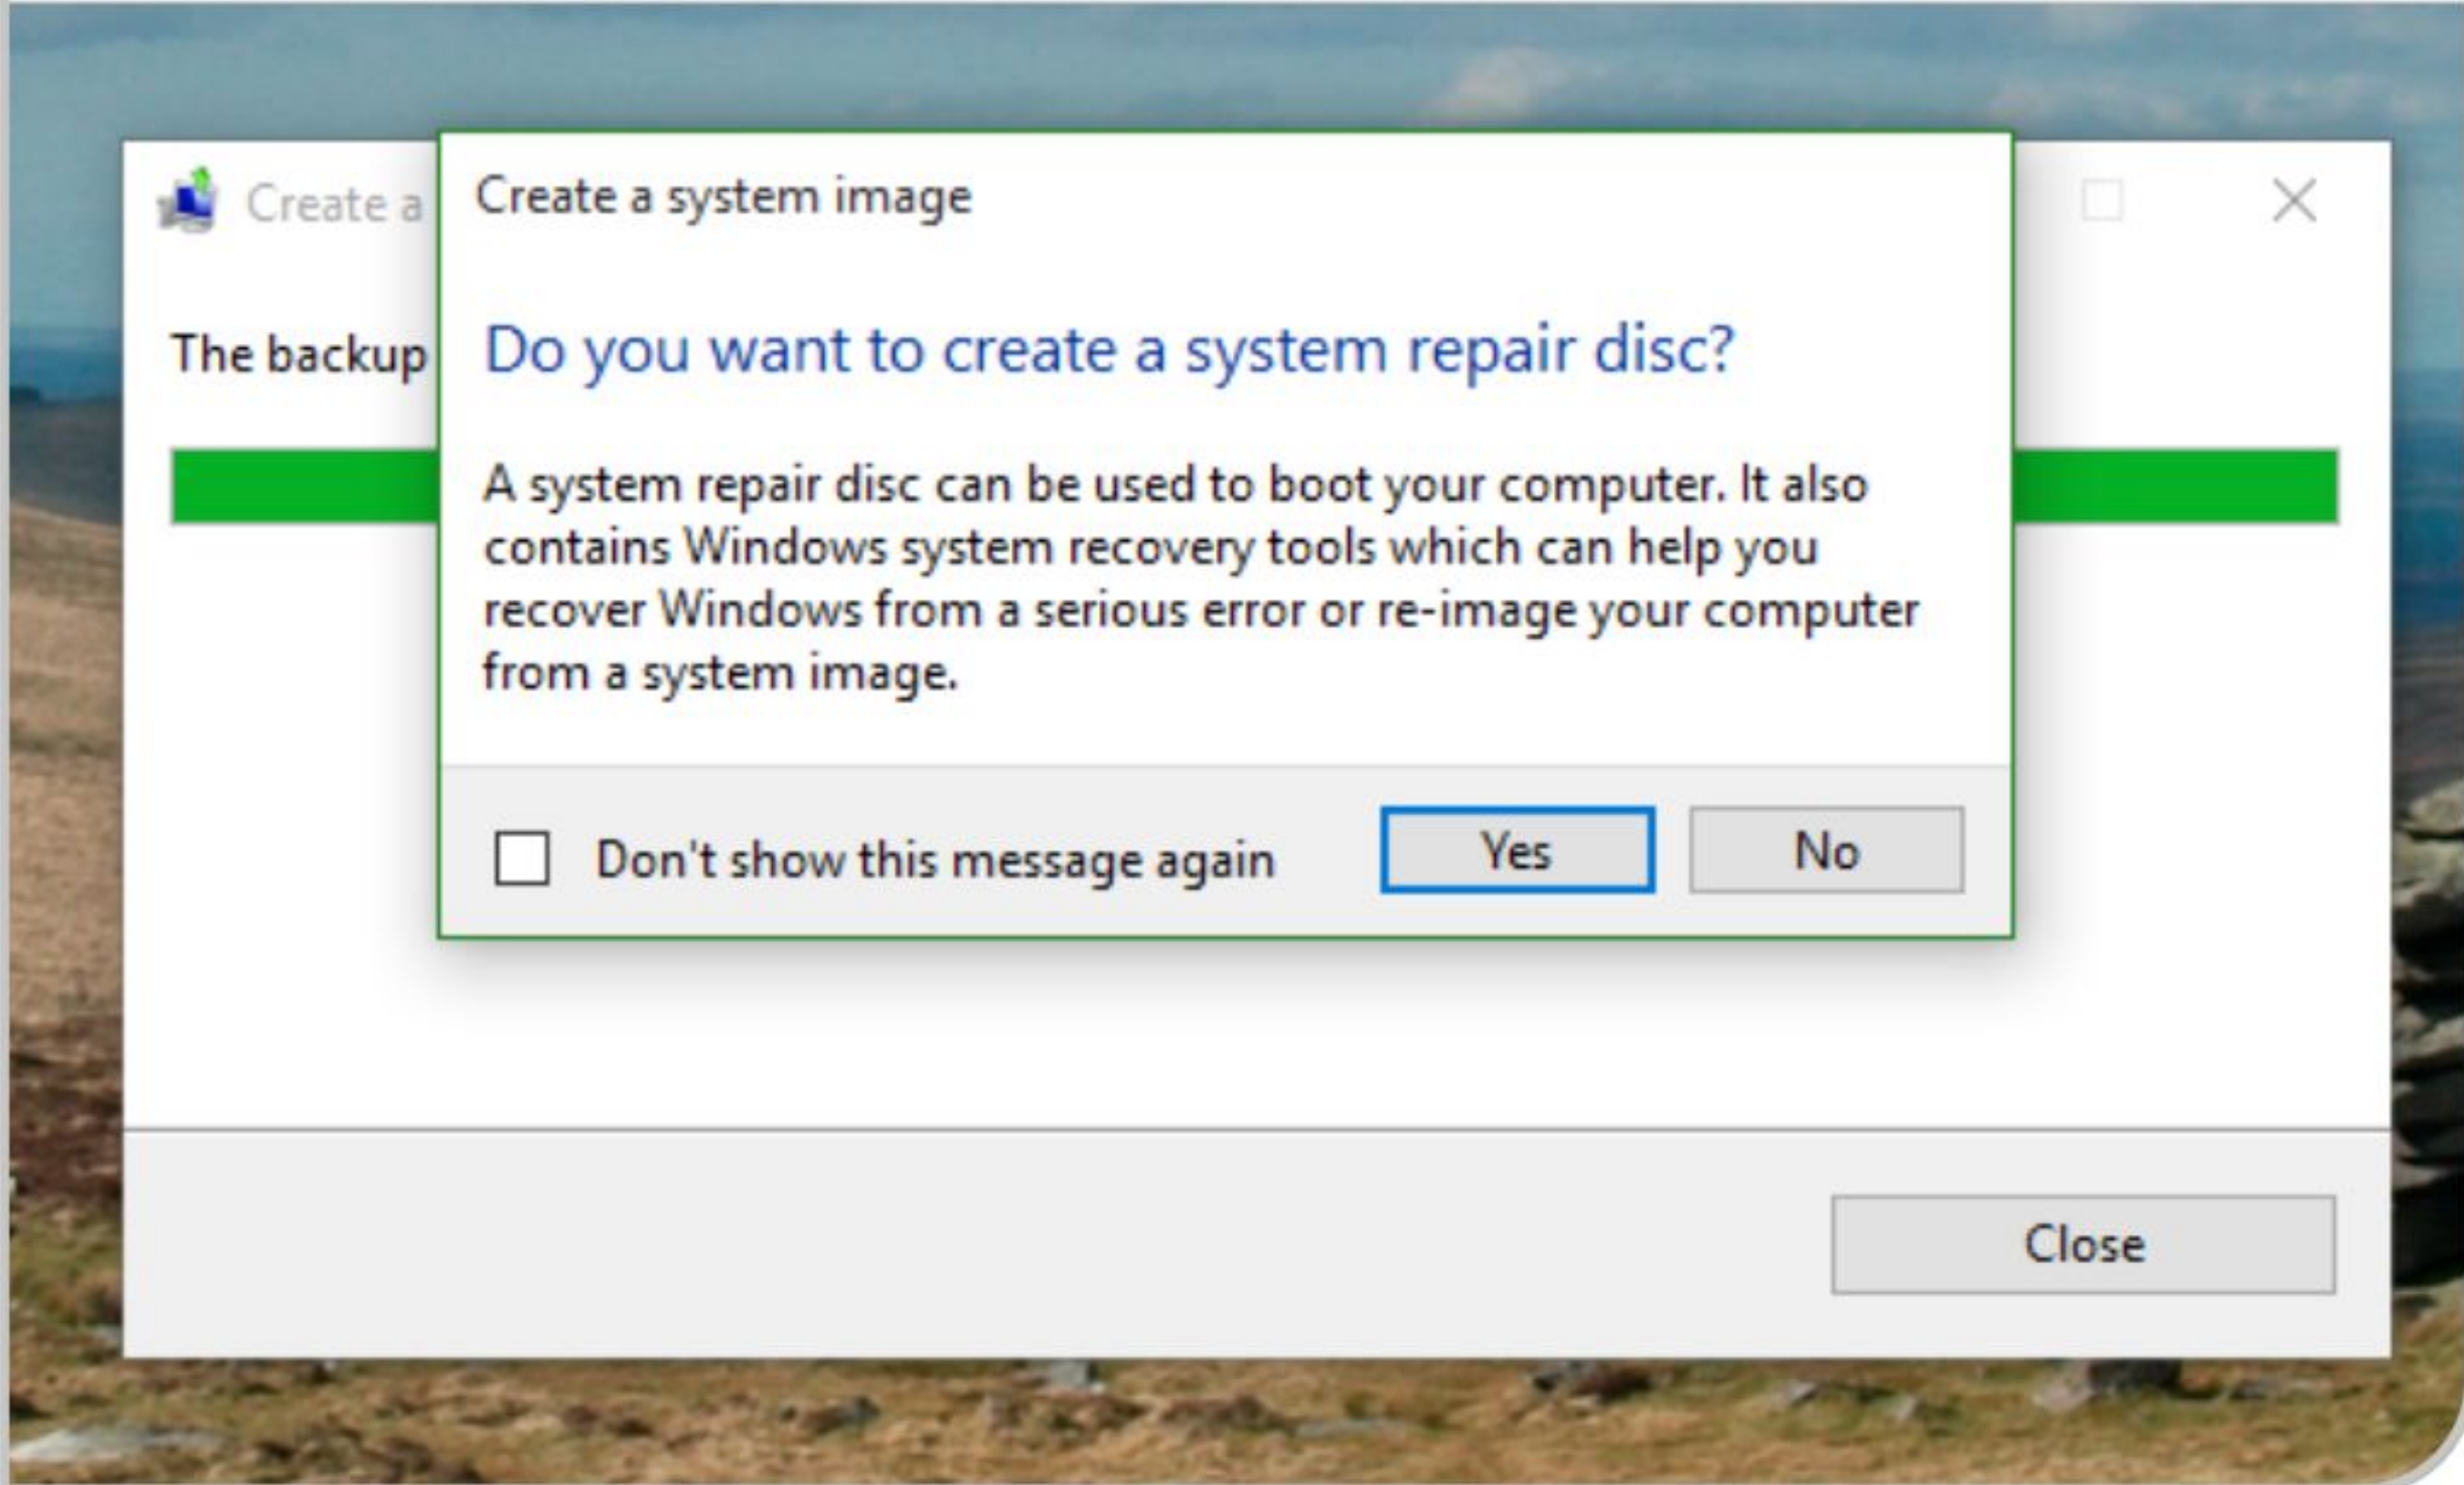 Create a
Create a system image
The backup
Do you want to create a system repair disc?
A system repair disc can be used to boot your computer. It also
contains Windows system recovery tools which can help you
recover Windows from a serious error or re-image your computer
from a system image.
Don't show this message again
Yes
No
Close